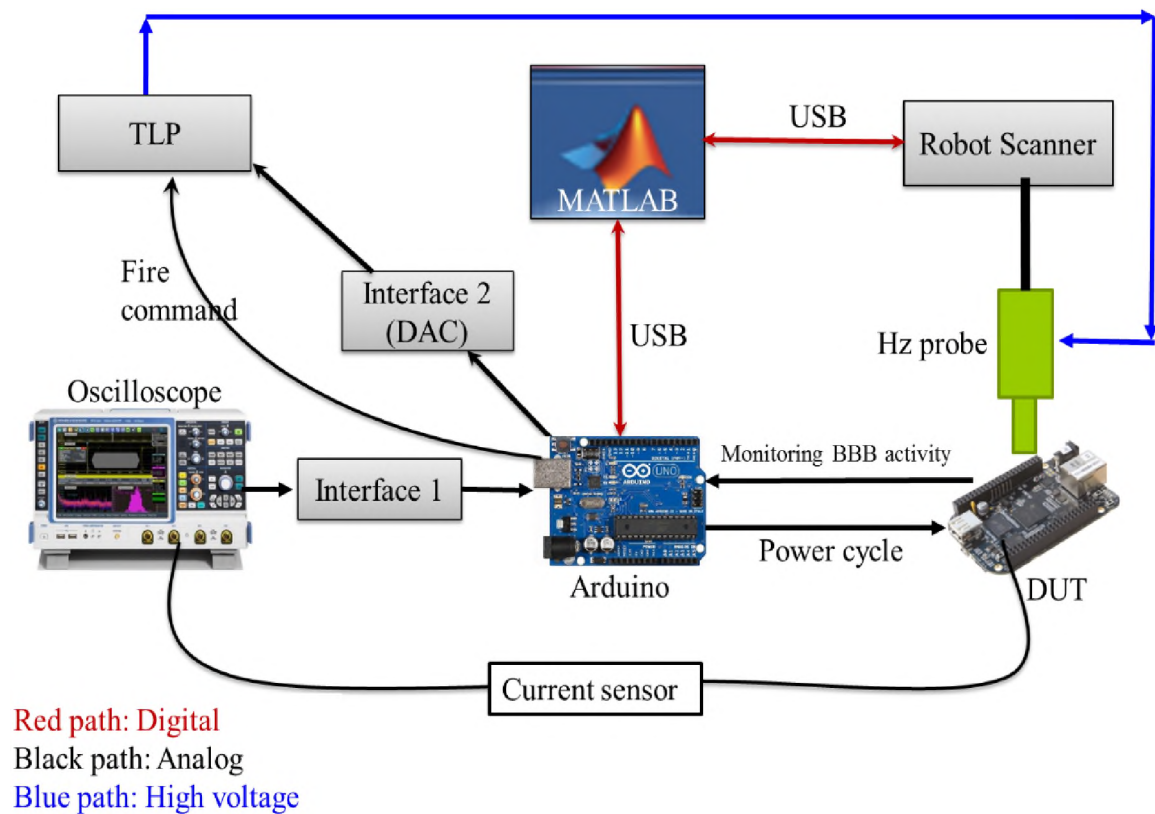 TLP
USB
Robot Scanner
MATLAB
Fire
command
Interface 2
(DAC)
USB
Hz probe
Oscilloscope
Interface 1
ARDUINO
UNO
Monitoring BBB activity
Power cycle
Arduino
DUT
Current sensor
Red path: Digital
Black path: Analog
Blue path: High voltage